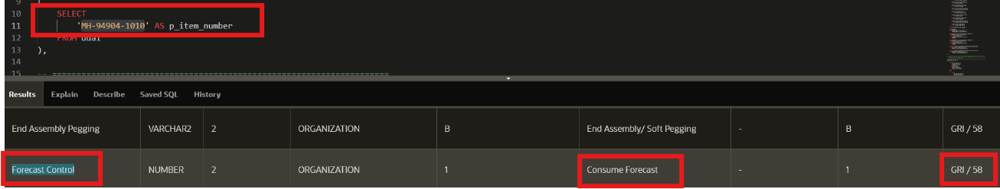 9 (
10 SELECT
11 'MH-94904-1010' AS p_item_number
12 FROM dual
13 ),
14
15 -- =====================================================================
Results Explain Describe Saved SQL History
End Assembly Pegging VARCHAR2 2 ORGANIZATION B End Assembly/ Soft Pegging - B GRI / 58
Forecast Control NUMBER 2 ORGANIZATION 1 Consume Forecast - 1 GRI / 58